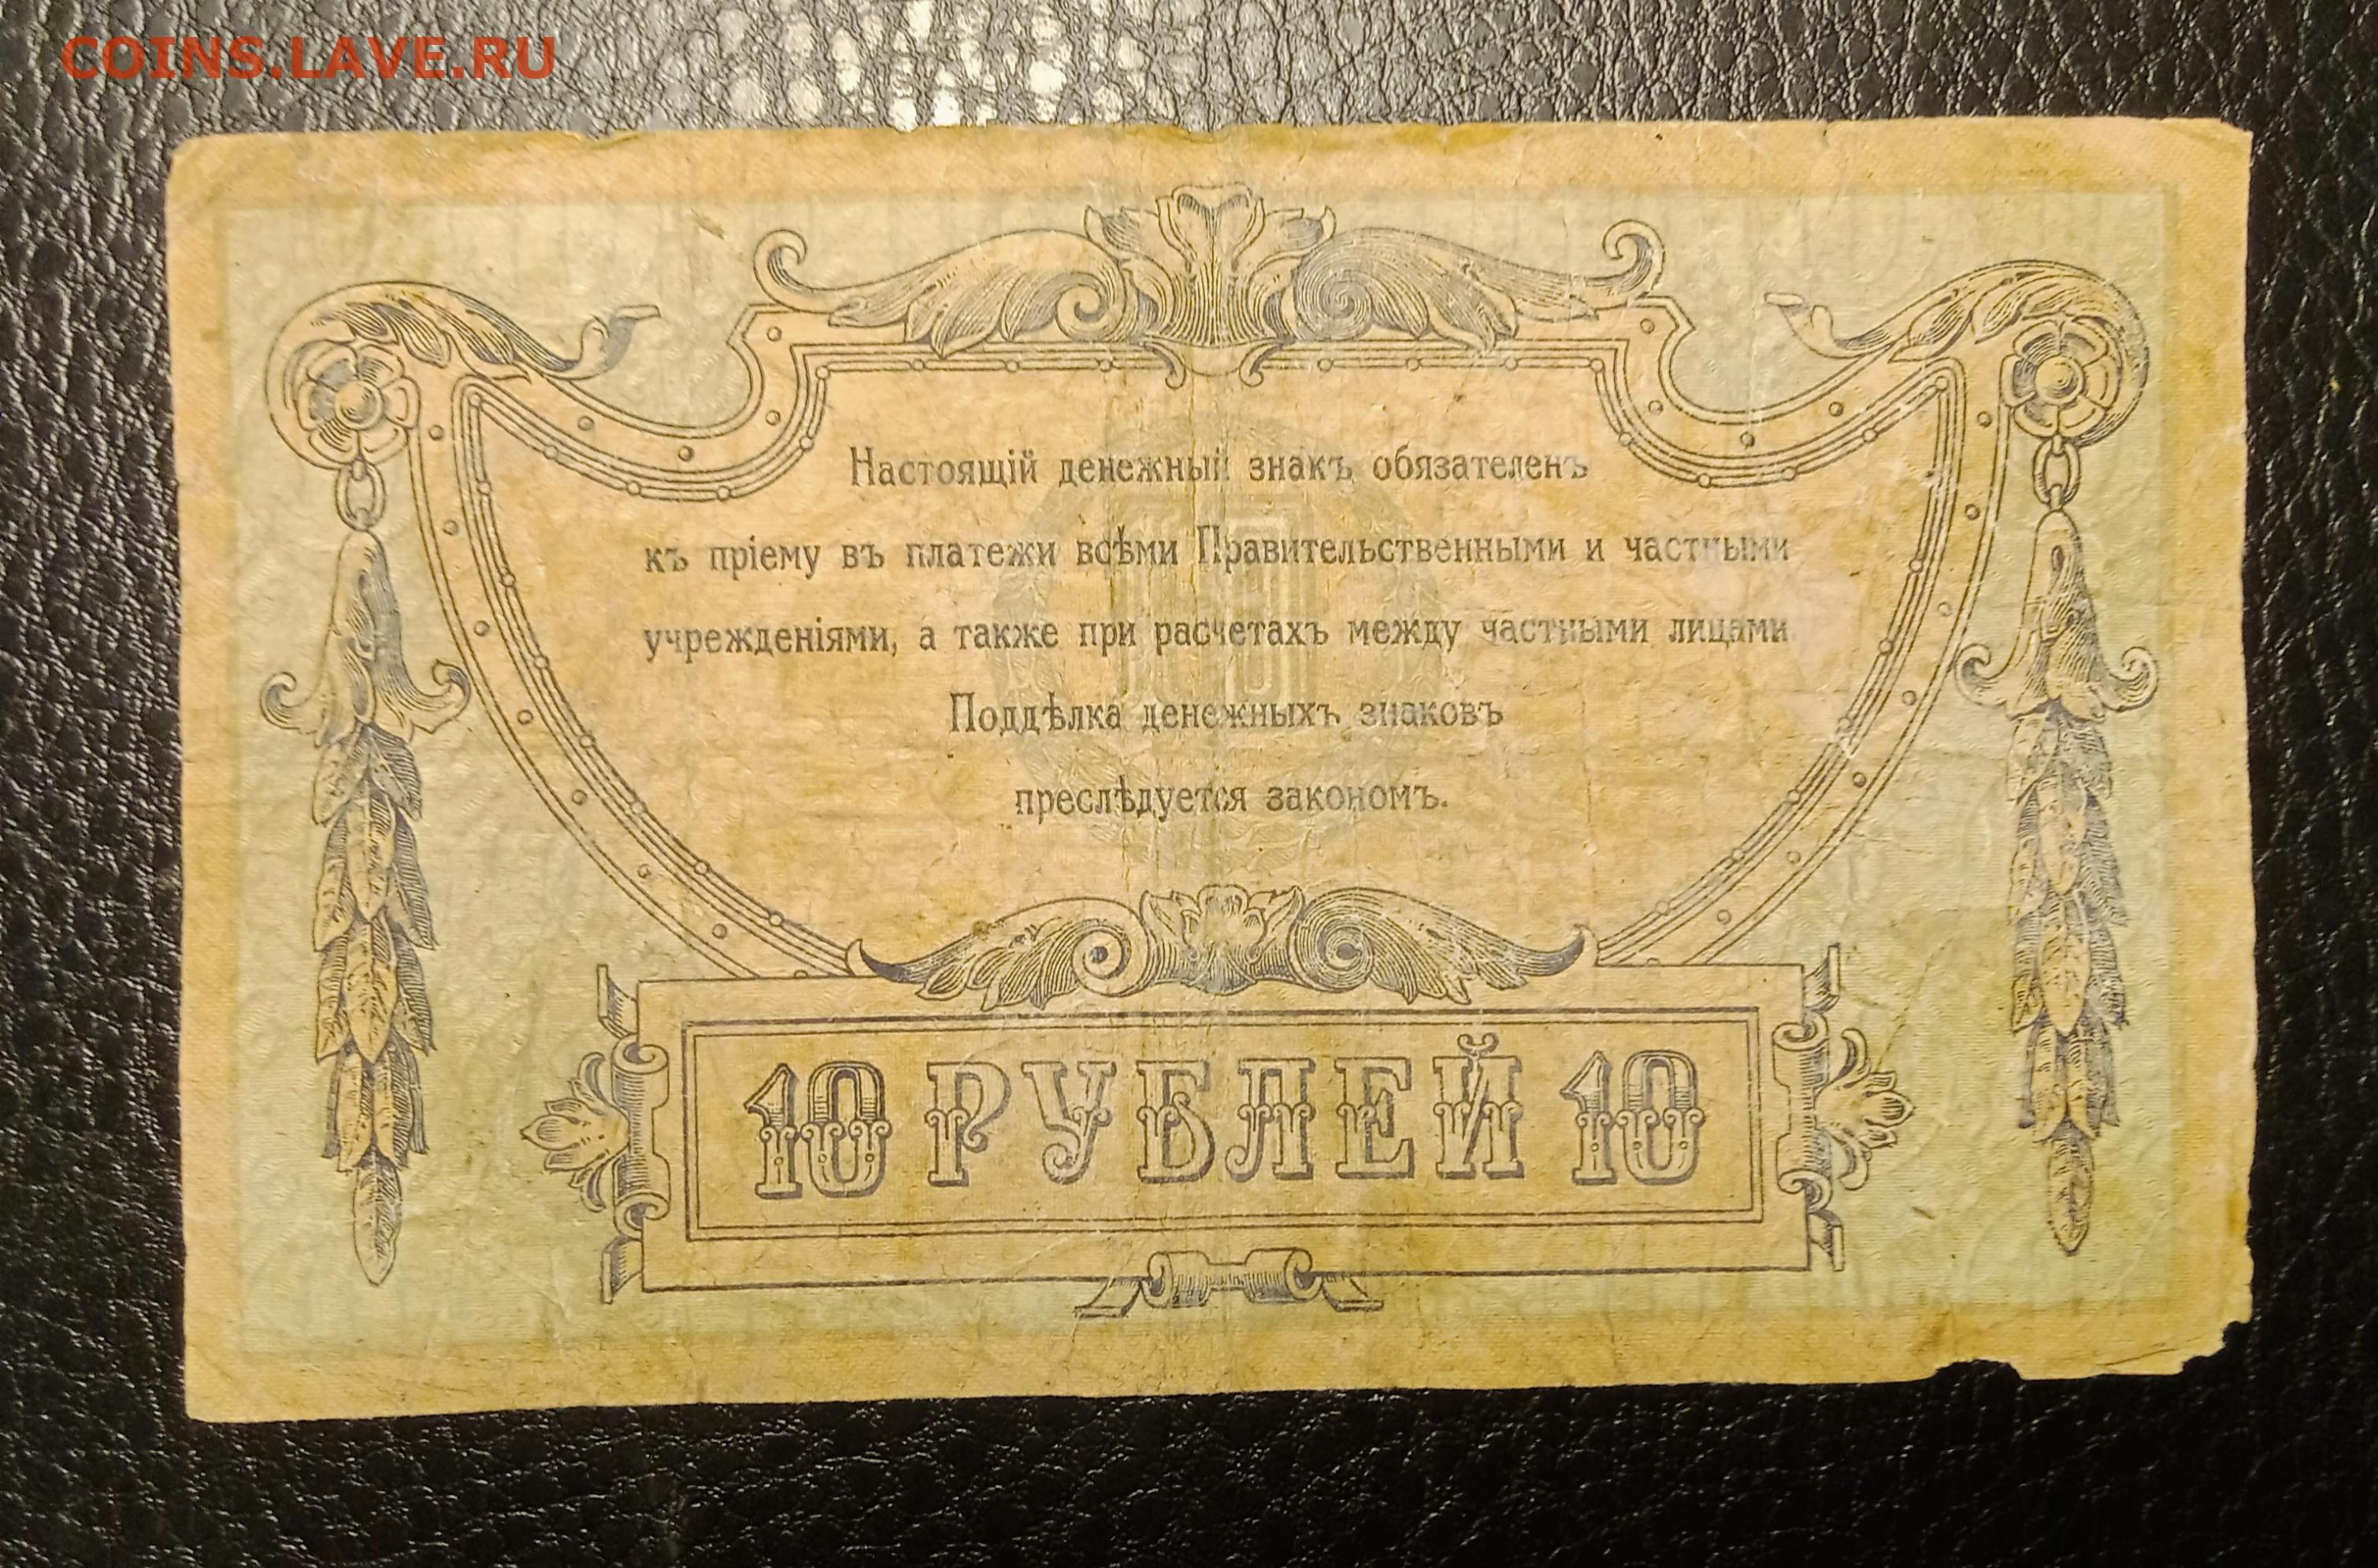 COINS.LAVE.RU
Настоящій денежный знакъ обязателенъ
къ пріему въ платежи всѣми Правительственными и частными
учрежденіями, а также при расчетахъ между частными лицами
Поддѣлка денежныхъ знаковъ
преслѣдуется закономъ.
10 РУБЛЕЙ 10